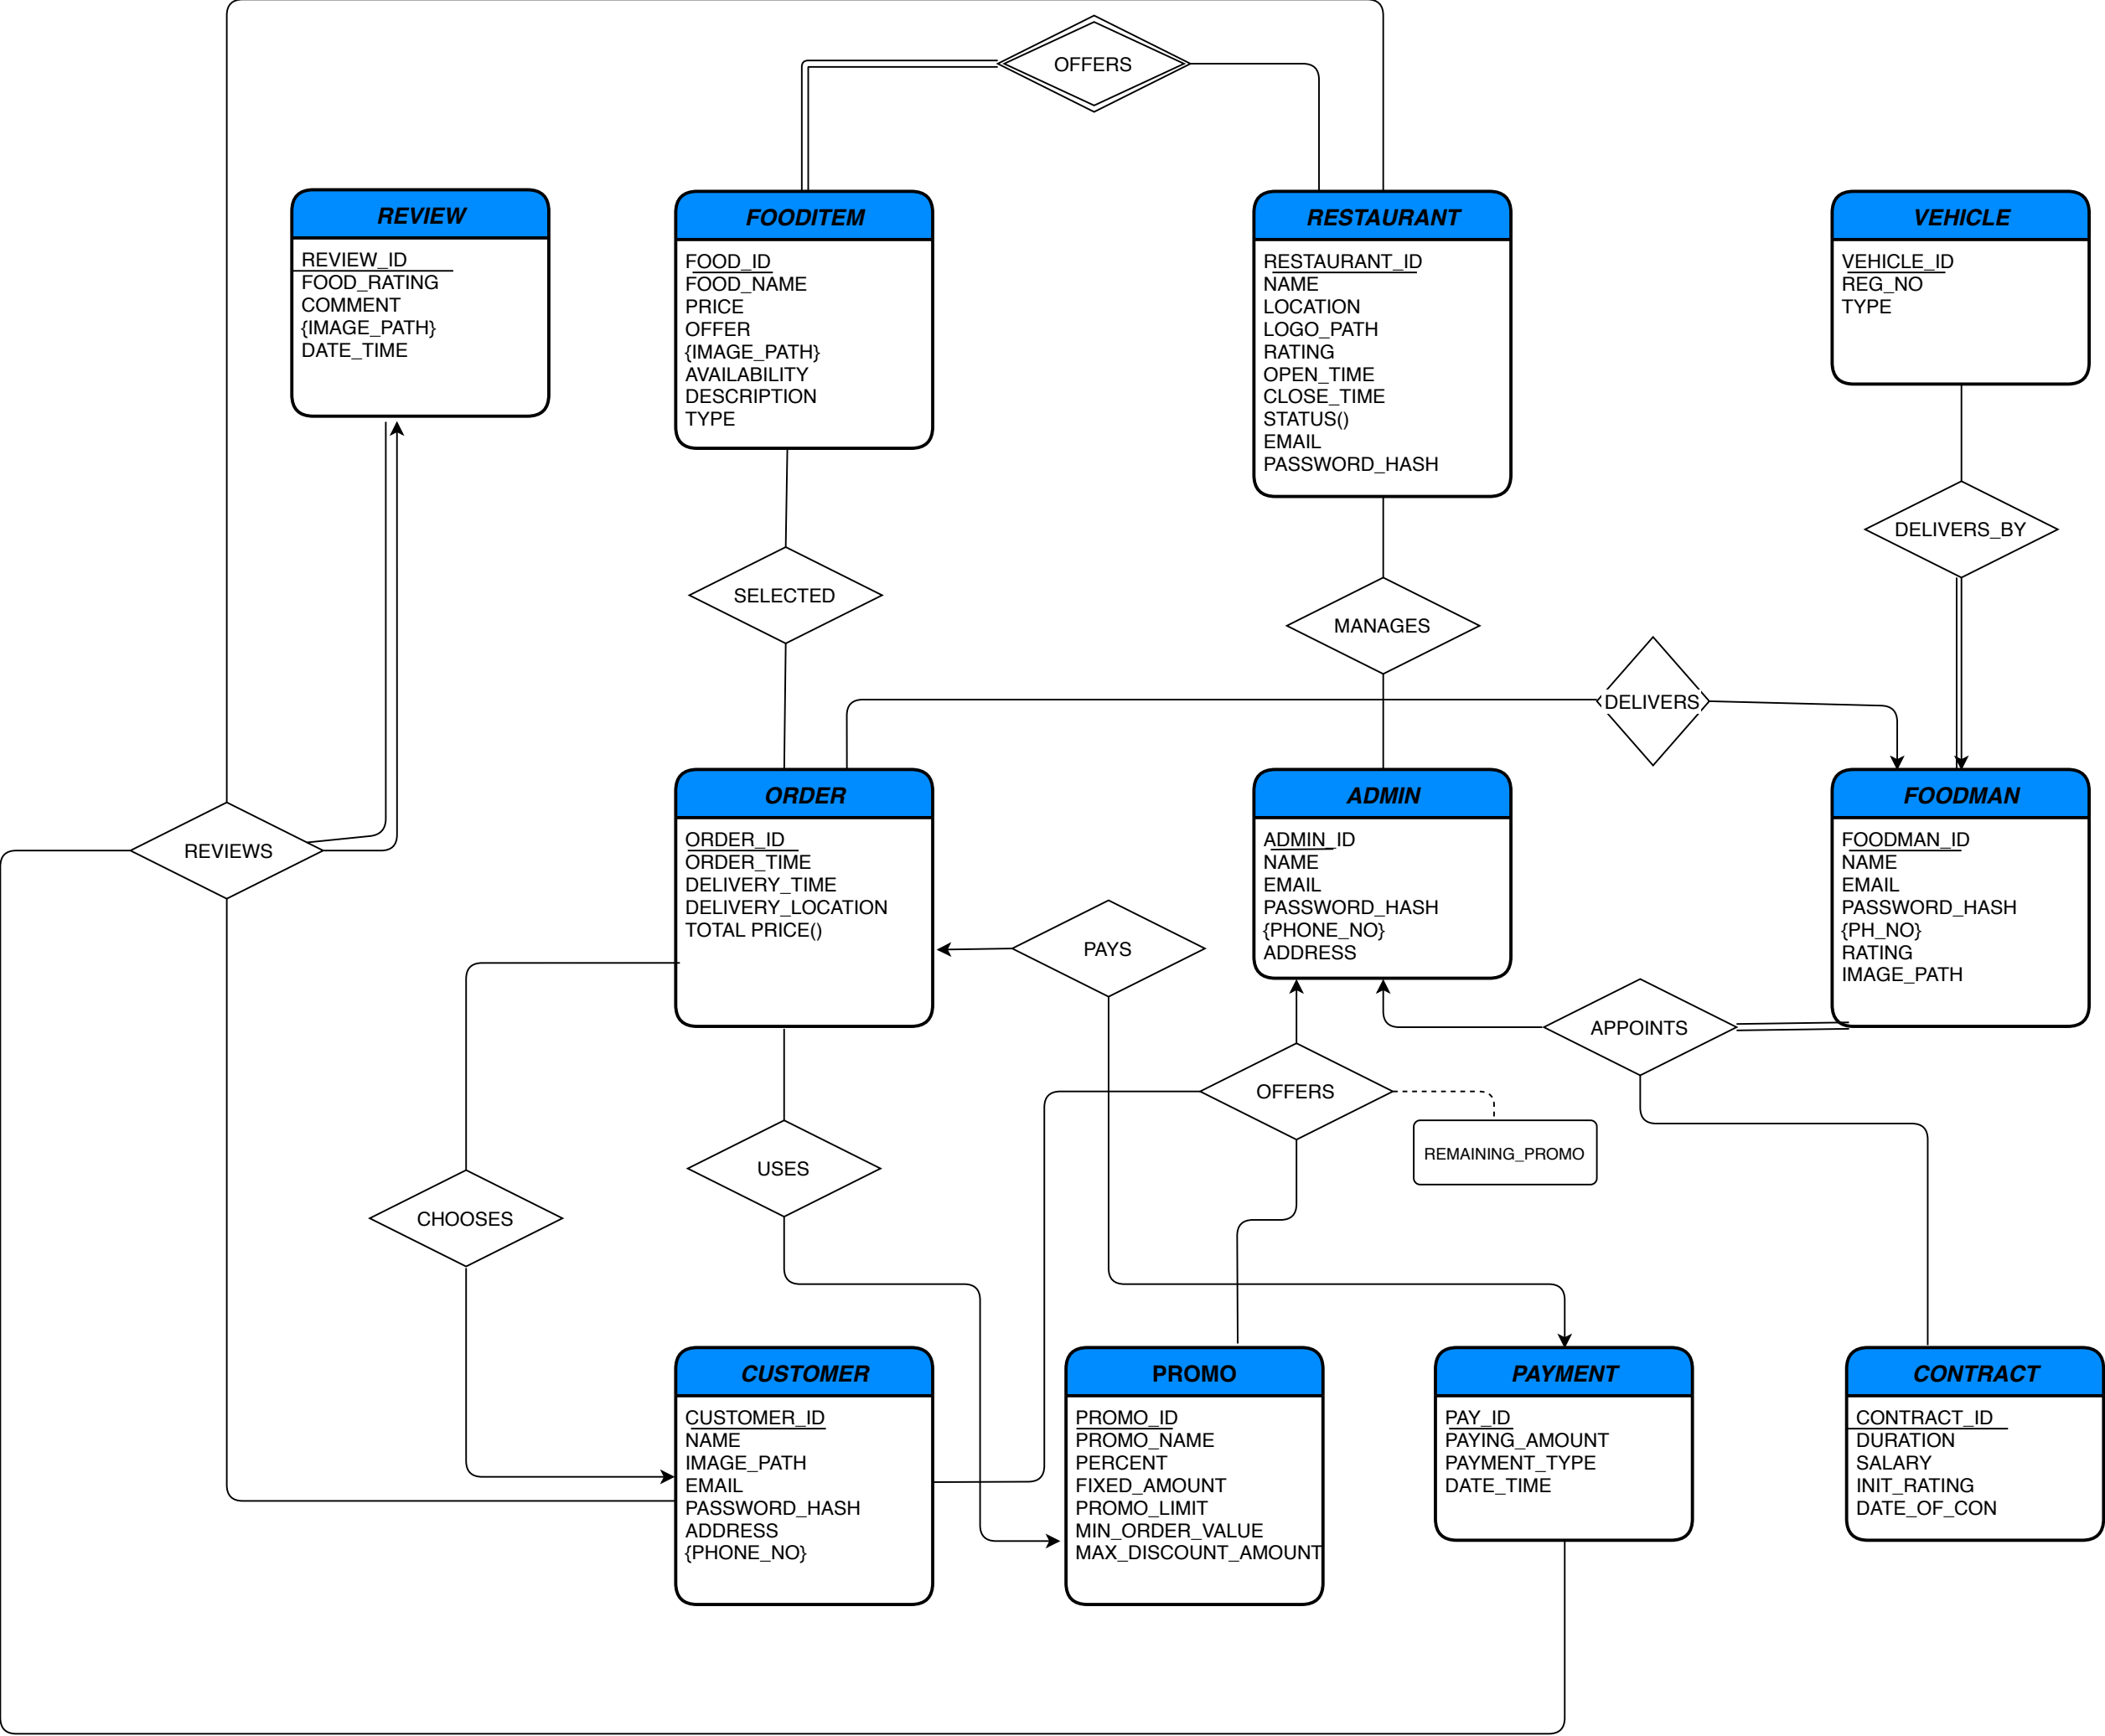 OFFERS
REVIEW
REVIEW_ID
FOOD_RATING
COMMENT
{IMAGE_PATH}
DATE_TIME
FOODITEM
FOOD_ID
FOOD_NAME
PRICE
OFFER
{IMAGE_PATH}
AVAILABILITY
DESCRIPTION
TYPE
RESTAURANT
RESTAURANT_ID
NAME
LOCATION
LOGO_PATH
RATING
OPEN_TIME
CLOSE_TIME
STATUS()
EMAIL
PASSWORD_HASH
VEHICLE
VEHICLE_ID
REG_NO
TYPE
DELIVERS_BY
SELECTED
MANAGES
DELIVERS
REVIEWS
ORDER
ORDER_ID
ORDER_TIME
DELIVERY_TIME
DELIVERY_LOCATION
TOTAL PRICE()
PAYS
ADMIN
ADMIN_ID
NAME
EMAIL
PASSWORD_HASH
{PHONE_NO}
ADDRESS
FOODMAN
FOODMAN_ID
NAME
EMAIL
PASSWORD_HASH
{PH_NO}
RATING
IMAGE_PATH
APPOINTS
OFFERS
REMAINING_PROMO
USES
CHOOSES
CUSTOMER
CUSTOMER_ID
NAME
IMAGE_PATH
EMAIL
PASSWORD_HASH
ADDRESS
{PHONE_NO}
PROMO
PROMO_ID
PROMO_NAME
PERCENT
FIXED_AMOUNT
PROMO_LIMIT
MIN_ORDER_VALUE
MAX_DISCOUNT_AMOUNT
PAYMENT
PAY_ID
PAYING_AMOUNT
PAYMENT_TYPE
DATE_TIME
CONTRACT
CONTRACT_ID
DURATION
SALARY
INIT_RATING
DATE_OF_CON